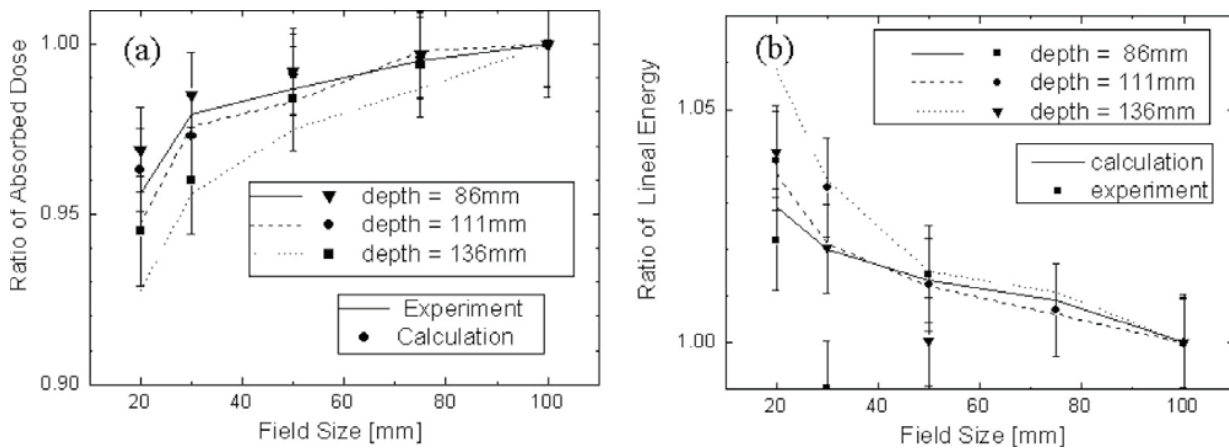 (a)
Ratio of Absorbed Dose
1.00
0.95
0.90
depth = 86mm
depth = 111mm
depth = 136mm
Experiment
Calculation
20 40 60 80 100
Field Size [mm]
(b)
Ratio of Lineal Energy
1.05
1.00
depth = 86mm
depth = 111mm
depth = 136mm
calculation
experiment
20 40 60 80 100
Field Size [mm]